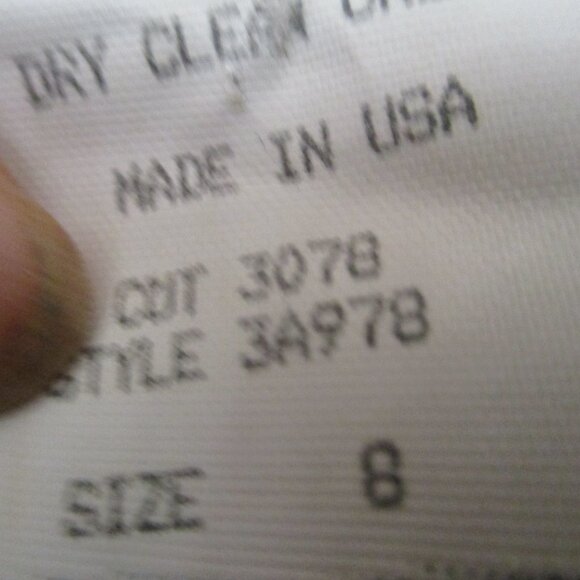 DRY CLEAN
MADE IN USA
CUT 3078
STYLE 3A978
SIZE 8